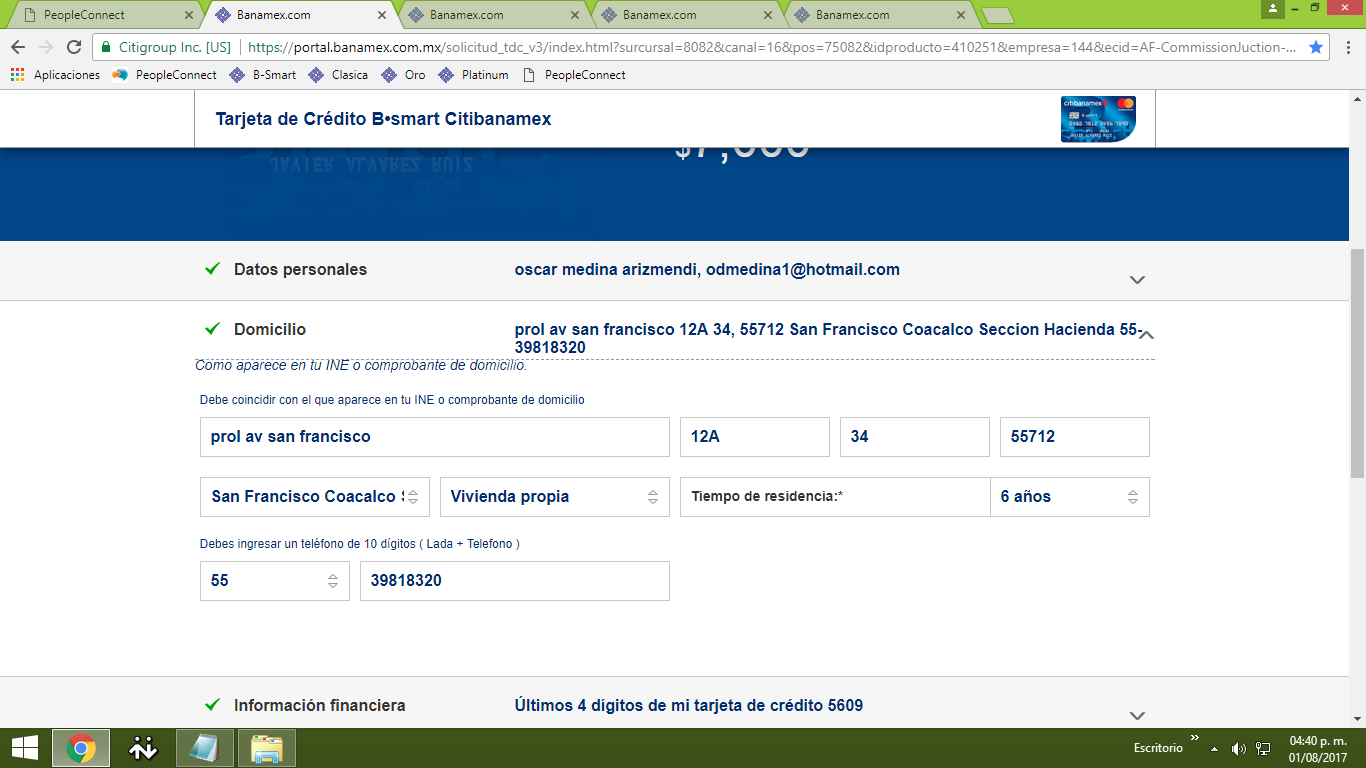 PeopleConnect
Banamex.com
Banamex.com
Banamex.com
Banamex.com
Citigroup Inc. [US] https://portal.banamex.com.mx/solicitud_tdc_v3/index.html?surcursal=8082&canal=16&pos=75082&idproducto=410251&empresa=144&ecid=AF-CommissionJuction-...
Aplicaciones PeopleConnect B-Smart Clasica Oro Platinum PeopleConnect
Tarjeta de Crédito B•smart Citibanamex
citibanamex
JAVIER ALVAREZ RUIZ
Datos personales oscar medina arizmendi, odmedina1@hotmail.com
Domicilio prol av san francisco 12A 34, 55712 San Francisco Coacalco Seccion Hacienda 55-
39818320
Como aparece en tu INE o comprobante de domicilio.
Debe coincidir con el que aparece en tu INE o comprobante de domicilio
prol av san francisco 12A 34 55712
San Francisco Coacalco Vivienda propia Tiempo de residencia:* 6 años
Debes ingresar un teléfono de 10 dígitos ( Lada + Telefono )
55 39818320
Información financiera Últimos 4 dígitos de mi tarjeta de crédito 5609
Escritorio 04:40 p. m.
01/08/2017